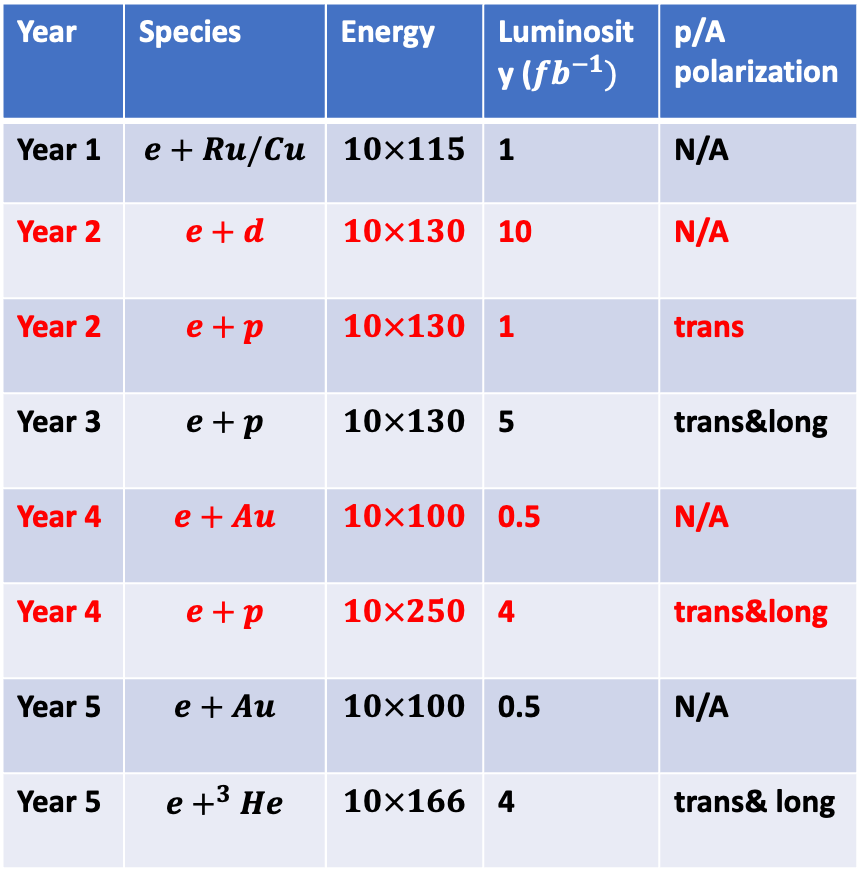 Year Species Energy Luminosit p/A
y (fb⁻¹) polarization
Year 1 e + Ru/Cu 10×115 1 N/A
Year 2 e + d 10×130 10 N/A
Year 2 e + p 10×130 1 trans
Year 3 e + p 10×130 5 trans&long
Year 4 e + Au 10×100 0.5 N/A
Year 4 e + p 10×250 4 trans&long
Year 5 e + Au 10×100 0.5 N/A
Year 5 e +³ He 10×166 4 trans& long